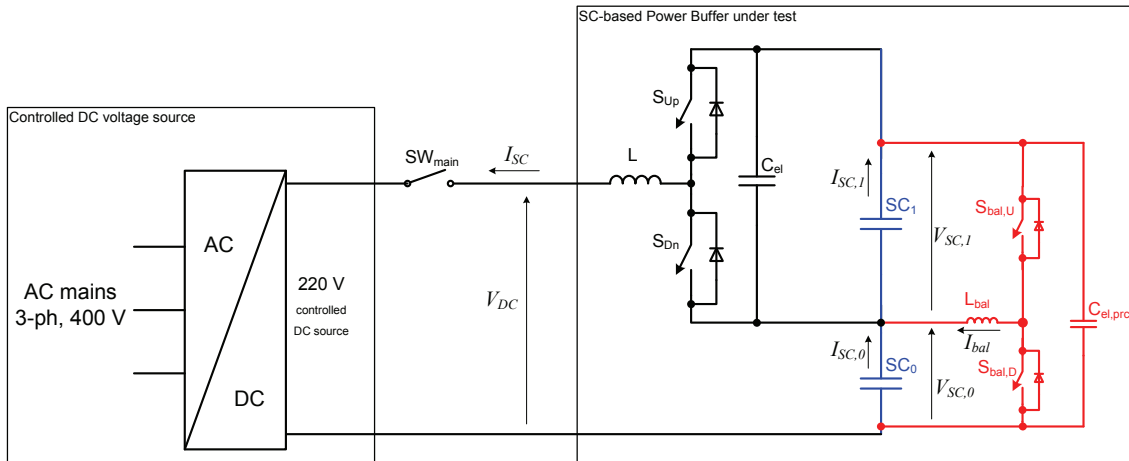 SC-based Power Buffer under test
Controlled DC voltage source
AC
DC
AC mains
3-ph, 400 V
220 V
controlled
DC source
SWmain
ISC
VDC
L
SUp
SDn
Cel
ISC,1
SC1
VSC,1
ISC,0
SC0
VSC,0
Sbal,U
Lbal
Ibal
Sbal,D
Cel,prc